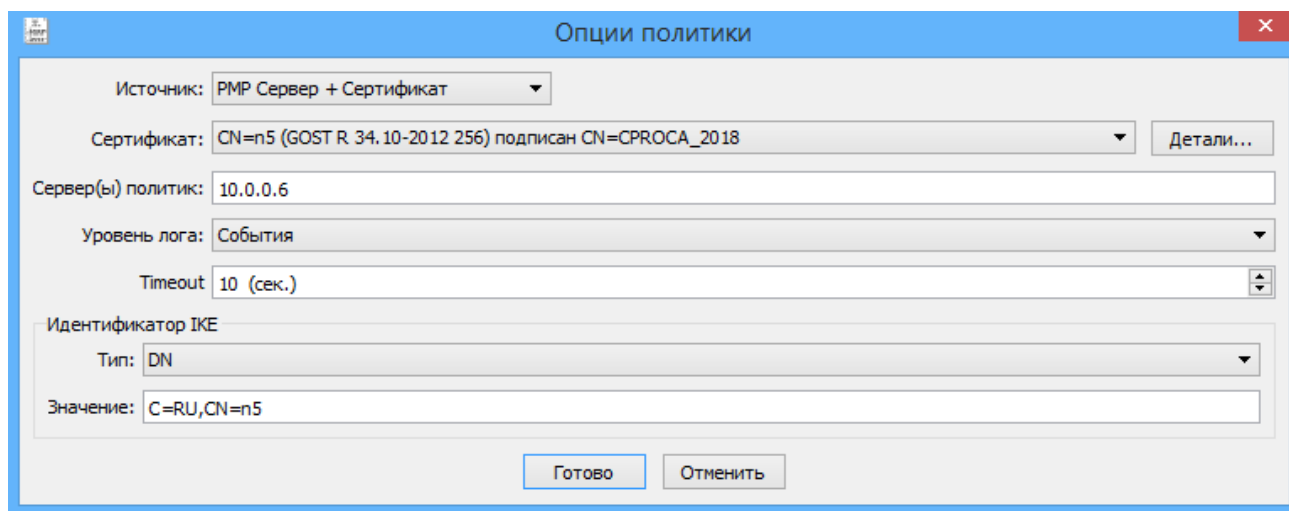 Опции политики
Источник: PMP Сервер + Сертификат
Сертификат: CN=n5 (GOST R 34.10-2012 256) подписан CN=CPROCA_2018 Детали...
Сервер(ы) политик: 10.0.0.6
Уровень лога: События
Timeout 10 (сек.)
Идентификатор IKE
Тип: DN
Значение: C=RU,CN=n5
Готово Отменить